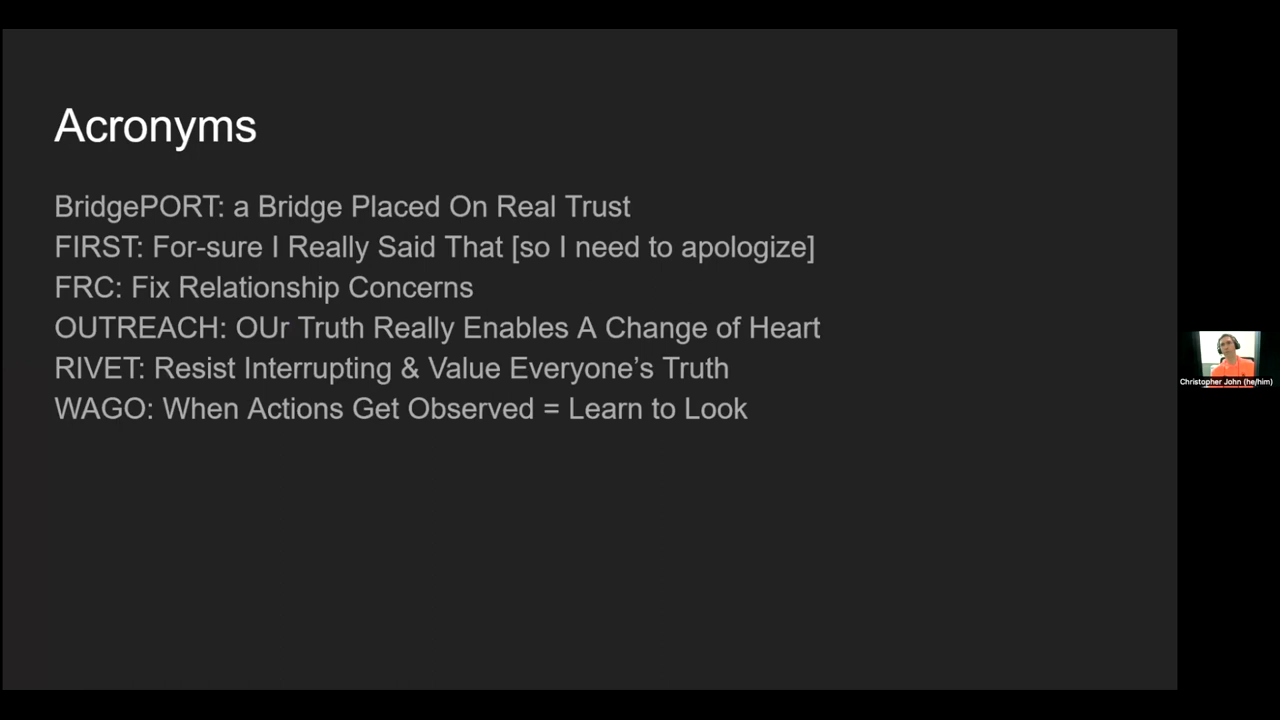 Acronyms
BridgePORT: a Bridge Placed On Real Trust
FIRST: For-sure I Really Said That [so I need to apologize]
FRC: Fix Relationship Concerns
OUTREACH: OUr Truth Really Enables A Change of Heart
RIVET: Resist Interrupting & Value Everyone’s Truth
WAGO: When Actions Get Observed = Learn to Look
Christopher John (he/him)